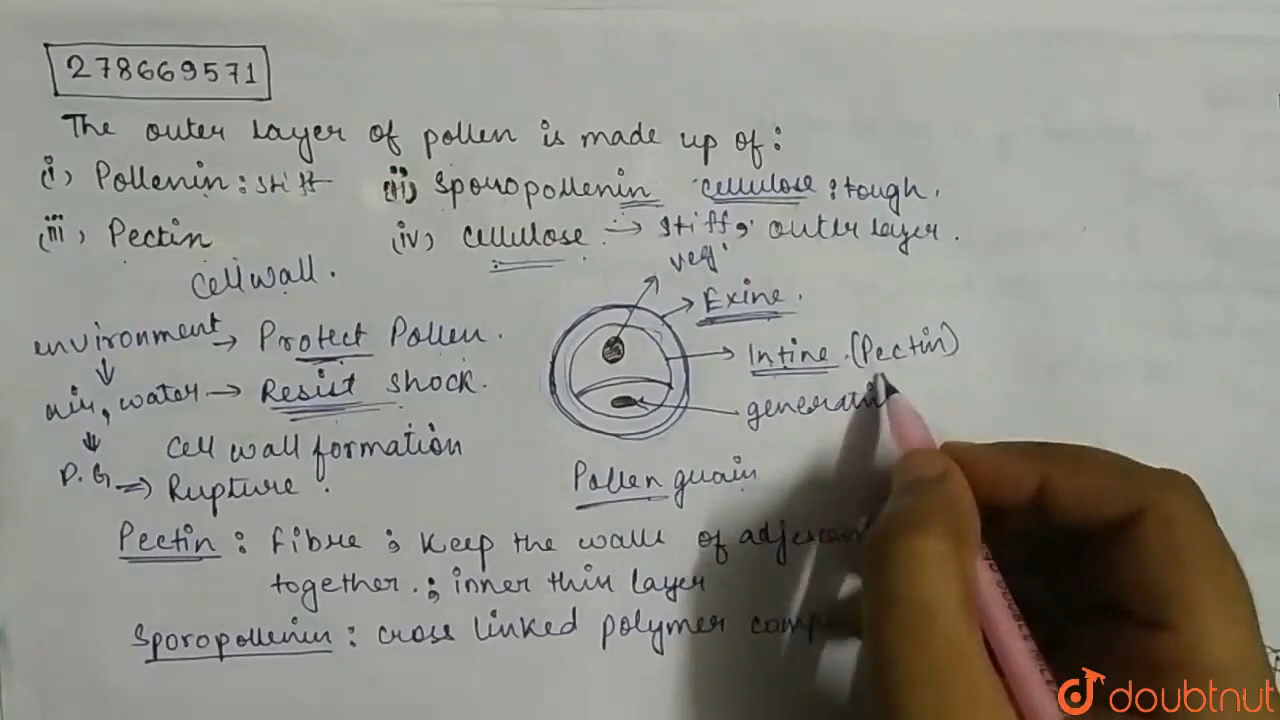 278669571
The outer layer of pollen is made up of:
(i) Pollenin: stiff (ii) Sporopollenin cellulose: tough.
(iii) Pectin (iv) cellulose → stiff, outer layer.
cell wall.
veg
Exine.
environment → Protect Pollen.
Intine. (Pectin)
air, water → Resist shock.
cell wall formation
P.G → Rupture.
Pollen grain
Pectin: fibre; keep the walls of
together.; inner thin layer
Sporopollenin: cross linked polymer
doubtnut